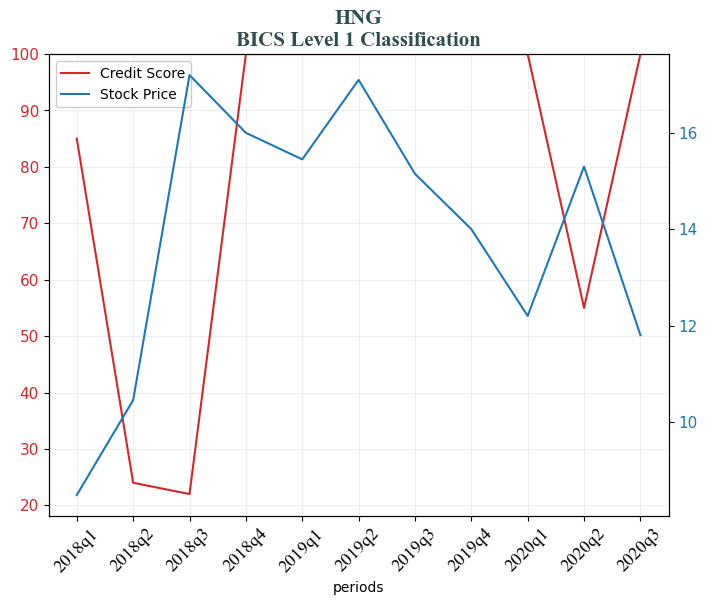 HNG
BICS Level 1 Classification
Credit Score
Stock Price
100
90
80
70
60
50
40
30
20
16
14
12
10
2018q1
2018q2
2018q3
2018q4
2019q1
2019q2
2019q3
2019q4
2020q1
2020q2
2020q3
periods